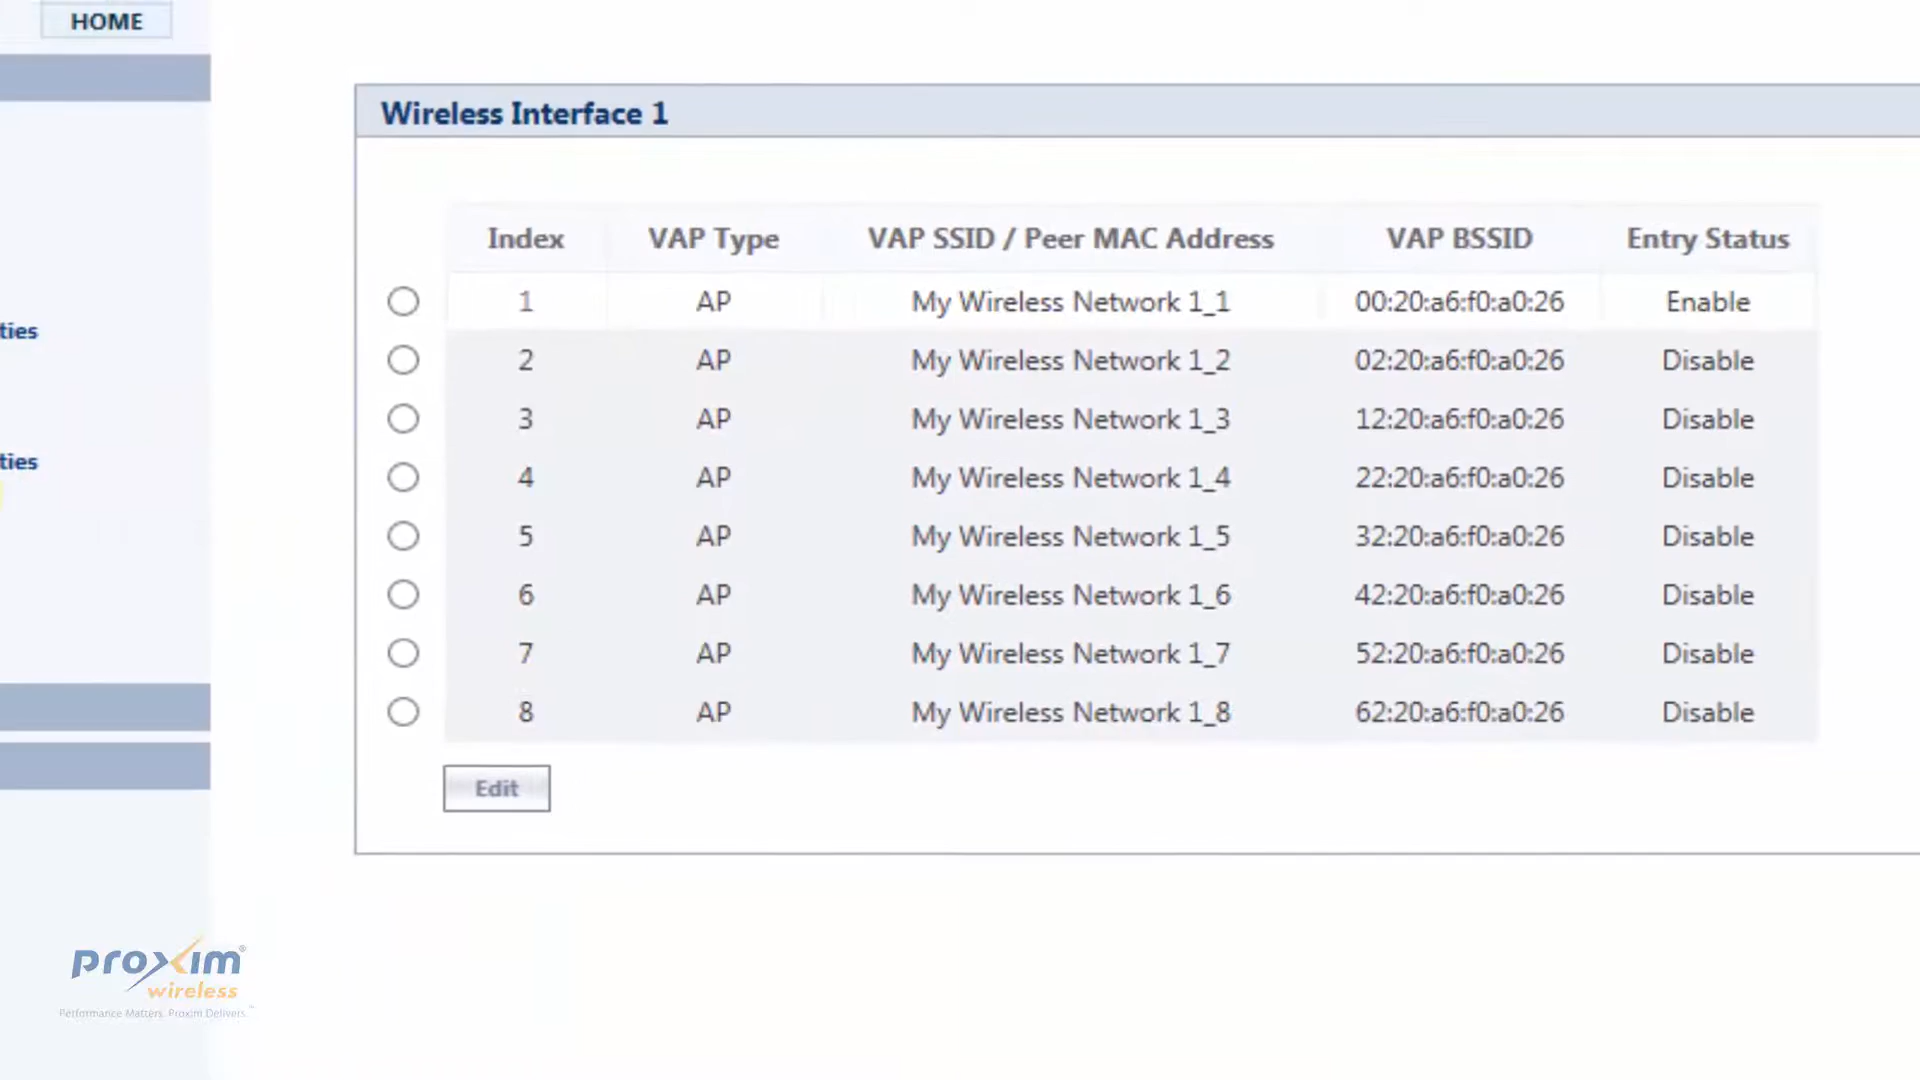 HOME
Wireless Interface 1
Index VAP Type VAP SSID / Peer MAC Address VAP BSSID Entry Status
1 AP My Wireless Network 1_1 00:20:a6:f0:a0:26 Enable
ties
2 AP My Wireless Network 1_2 02:20:a6:f0:a0:26 Disable
3 AP My Wireless Network 1_3 12:20:a6:f0:a0:26 Disable
ties
4 AP My Wireless Network 1_4 22:20:a6:f0:a0:26 Disable
5 AP My Wireless Network 1_5 32:20:a6:f0:a0:26 Disable
6 AP My Wireless Network 1_6 42:20:a6:f0:a0:26 Disable
7 AP My Wireless Network 1_7 52:20:a6:f0:a0:26 Disable
8 AP My Wireless Network 1_8 62:20:a6:f0:a0:26 Disable
Edit
proxim®
wireless
Performance Matters. Proxim Delivers.™